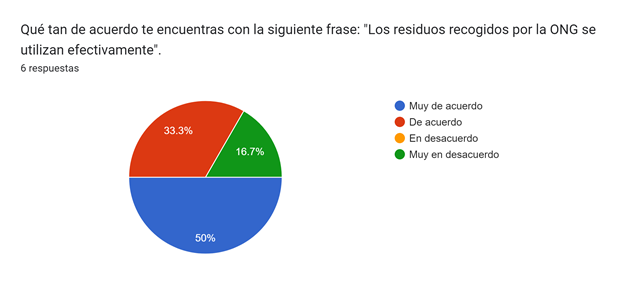 Qué tan de acuerdo te encuentras con la siguiente frase: "Los residuos recogidos por la ONG se
utilizan efectivamente".
6 respuestas
33.3%
16.7%
50%
Muy de acuerdo
De acuerdo
En desacuerdo
Muy en desacuerdo